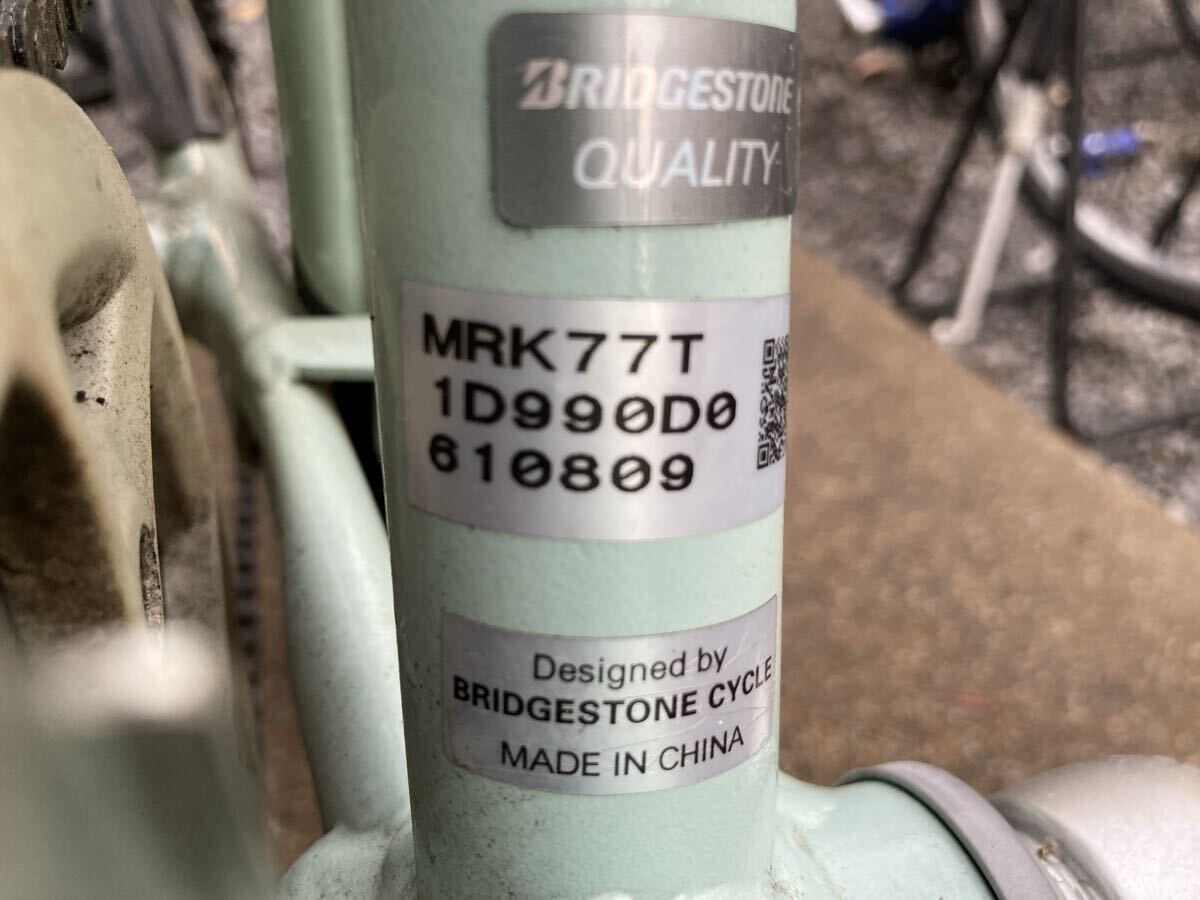 BRIDGESTONE
QUALITY
MRK77T
1D990D0
610809
Designed by
BRIDGESTONE CYCLE
MADE IN CHINA